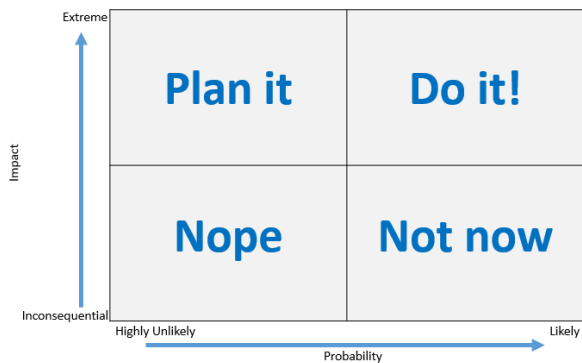 Extreme
Plan it
Do it!
Impact
Nope
Not now
Inconsequential
Highly Unlikely
Likely
Probability